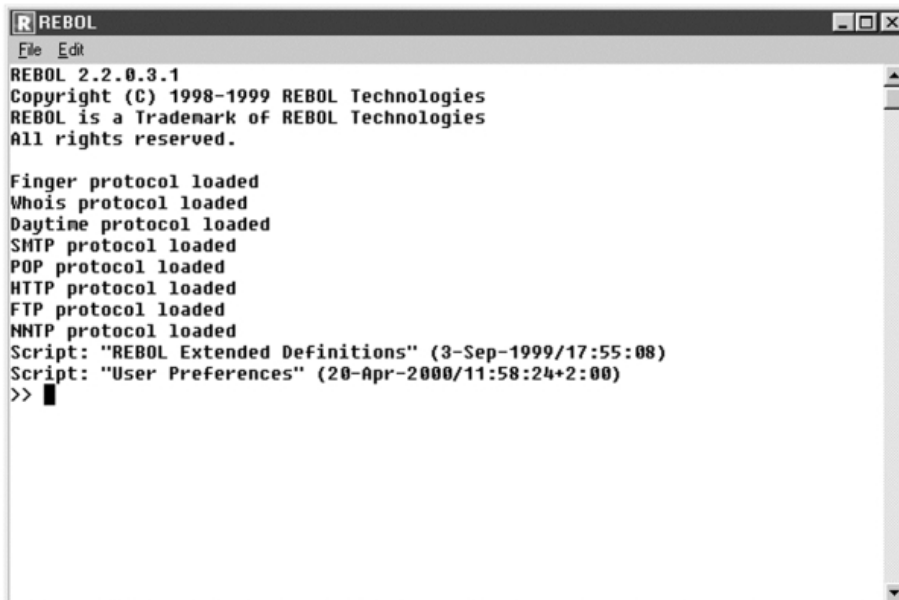 REBOL
File Edit
REBOL 2.2.0.3.1
Copyright (C) 1998-1999 REBOL Technologies
REBOL is a Trademark of REBOL Technologies
All rights reserved.
Finger protocol loaded
Whois protocol loaded
Daytime protocol loaded
SMTP protocol loaded
POP protocol loaded
HTTP protocol loaded
FTP protocol loaded
NNTP protocol loaded
Script: "REBOL Extended Definitions" (3-Sep-1999/17:55:08)
Script: "User Preferences" (20-Apr-2000/11:58:24+2:00)
>>